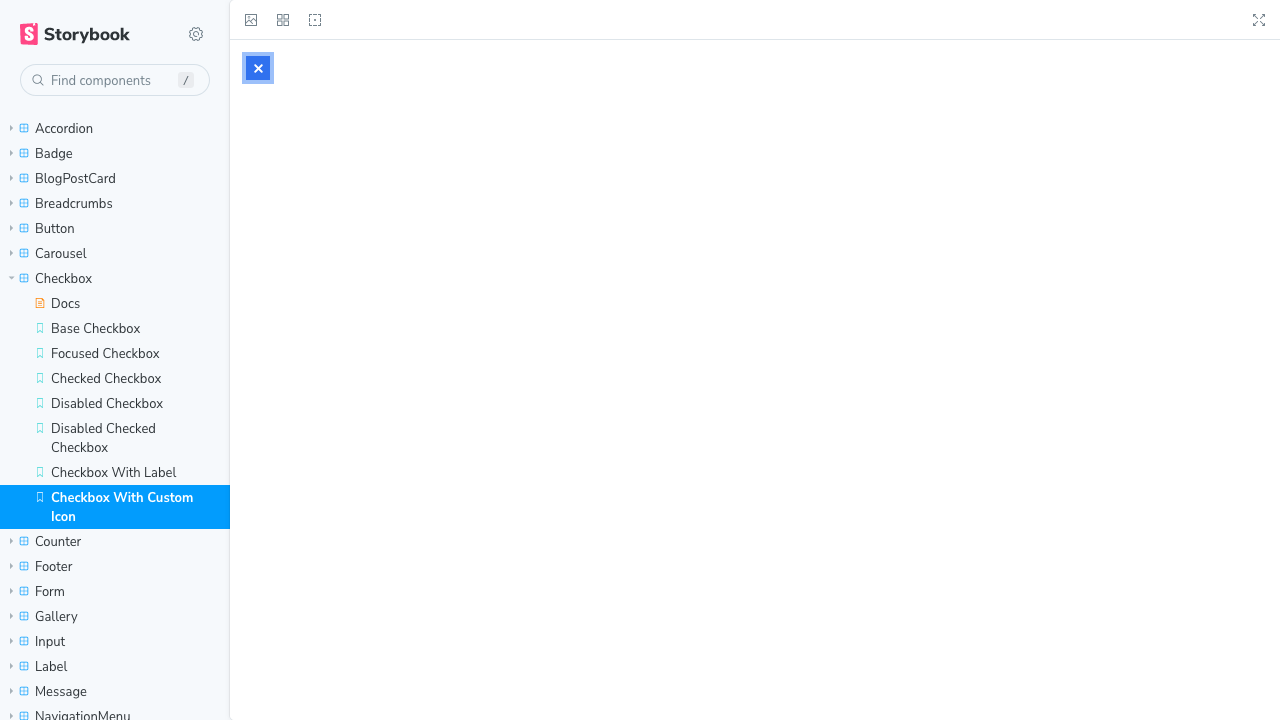 Storybook
Find components
/
Accordion
Badge
BlogPostCard
Breadcrumbs
Button
Carousel
Checkbox
Docs
Base Checkbox
Focused Checkbox
Checked Checkbox
Disabled Checkbox
Disabled Checked
Checkbox
Checkbox With Label
Checkbox With Custom
Icon
Counter
Footer
Form
Gallery
Input
Label
Message
NavigationMenu